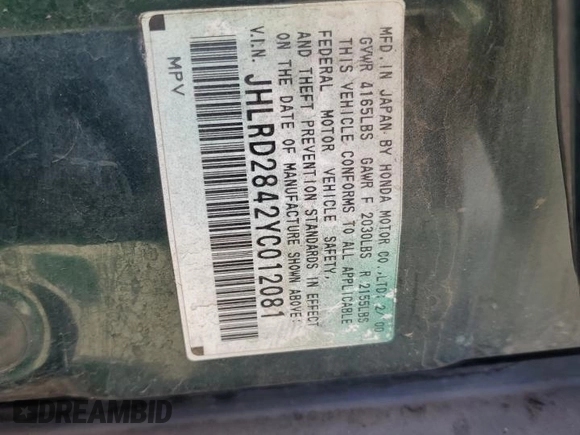 MFD. IN JAPAN BY HONDA MOTOR CO.,LTD. 2/00
GVWR 4165LBS GAWR F 2030LBS R 2155LBS
THIS VEHICLE CONFORMS TO ALL APPLICABLE
FEDERAL MOTOR VEHICLE SAFETY,
AND THEFT PREVENTION STANDARDS IN EFFECT
ON THE DATE OF MANUFACTURE SHOWN ABOVE.
V.I.N. JHLRD2842YC012081
MPV
DREAMBID